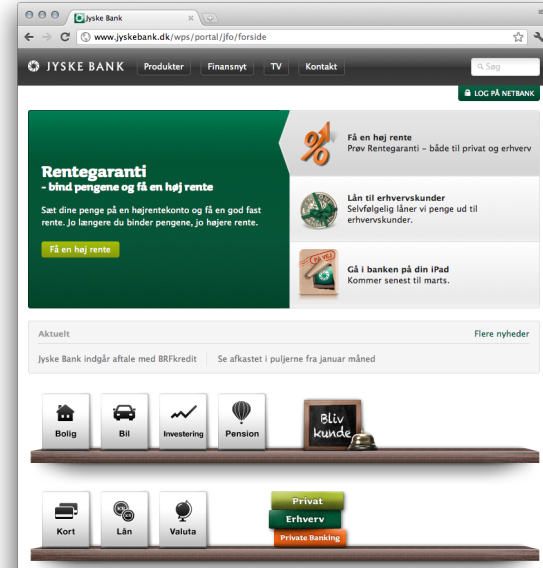 Jyske Bank
www.jyskebank.dk/wps/portal/jfo/forside
JYSKE BANK
Produkter
Finansnyt
TV
Kontakt
Søg
LOG PÅ NETBANK
Rentegaranti
- bind pengene og få en høj rente
Sæt dine penge på en højrentekonto og få en god fast
rente. Jo længere du binder pengene, jo højere rente.
Få en høj rente
Få en høj rente
Prøv Rentegaranti – både til privat og erhverv
Lån til erhvervskunder
Selvfølgelig låner vi penge ud til
erhvervskunder.
PÅ VEJ
Gå i banken på din iPad
Kommer senest til marts.
Aktuelt
Flere nyheder
Jyske Bank indgår aftale med BRFkredit
Se afkastet i puljerne fra januar måned
Bolig
Bil
Investering
Pension
Bliv
kunde
Kort
Lån
Valuta
Privat
Erhverv
Private Banking